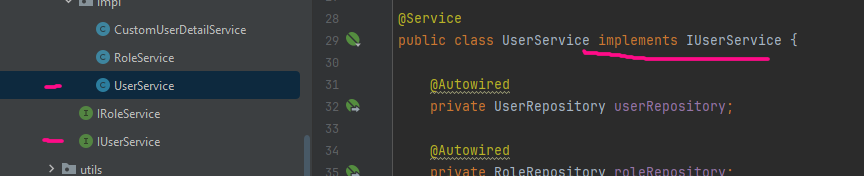 impl
CustomUserDetailService
RoleService
UserService
IRoleService
IUserService
utils
28 @Service
29 public class UserService implements IUserService {
30
31 @Autowired
32 private UserRepository userRepository;
33
34 @Autowired
35 private RoleRepository roleRepository;